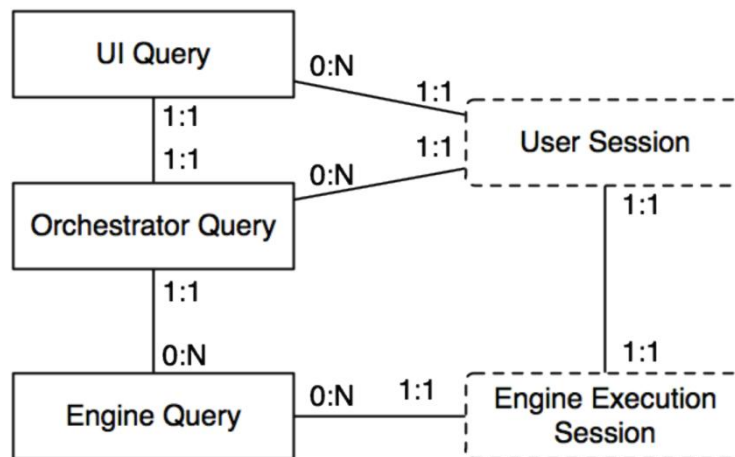 UI Query
0:N
1:1
1:1
User Session
1:1
1:1
0:N
Orchestrator Query
1:1
1:1
0:N
1:1
Engine Query
0:N
1:1
Engine Execution
Session